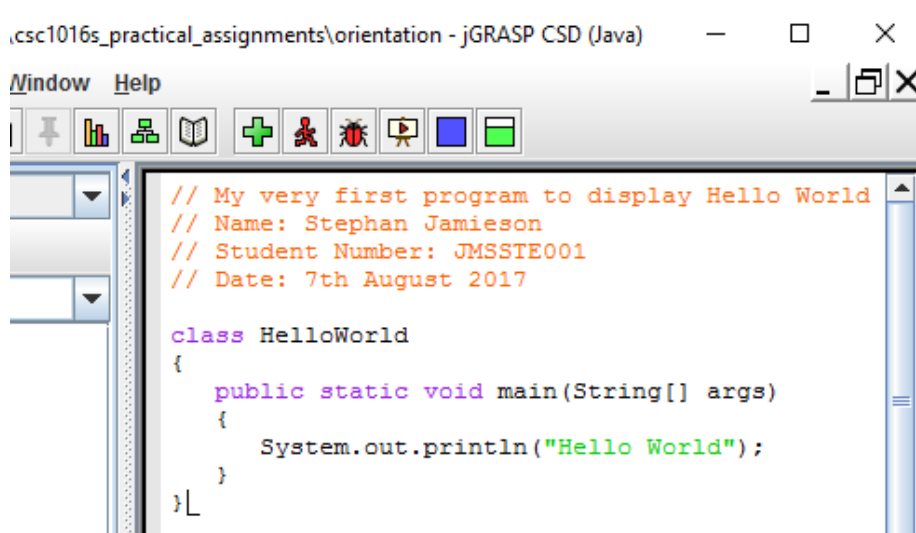 \csc1016s_practical_assignments\orientation - jGRASP CSD (Java)
Window Help
// My very first program to display Hello World
// Name: Stephan Jamieson
// Student Number: JMSSTE001
// Date: 7th August 2017
class HelloWorld
{
public static void main(String[] args)
{
System.out.println("Hello World");
}
}